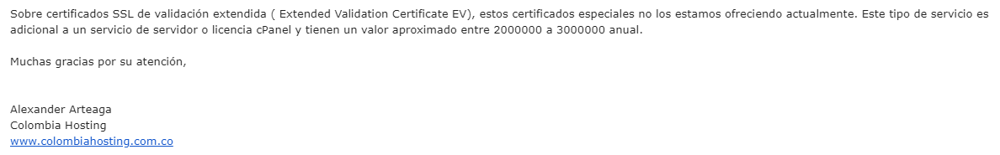 Sobre certificados SSL de validación extendida ( Extended Validation Certificate EV), estos certificados especiales no los estamos ofreciendo actualmente. Este tipo de servicio es
adicional a un servicio de servidor o licencia cPanel y tienen un valor aproximado entre 2000000 a 3000000 anual.
Muchas gracias por su atención,
Alexander Arteaga
Colombia Hosting
www.colombiahosting.com.co